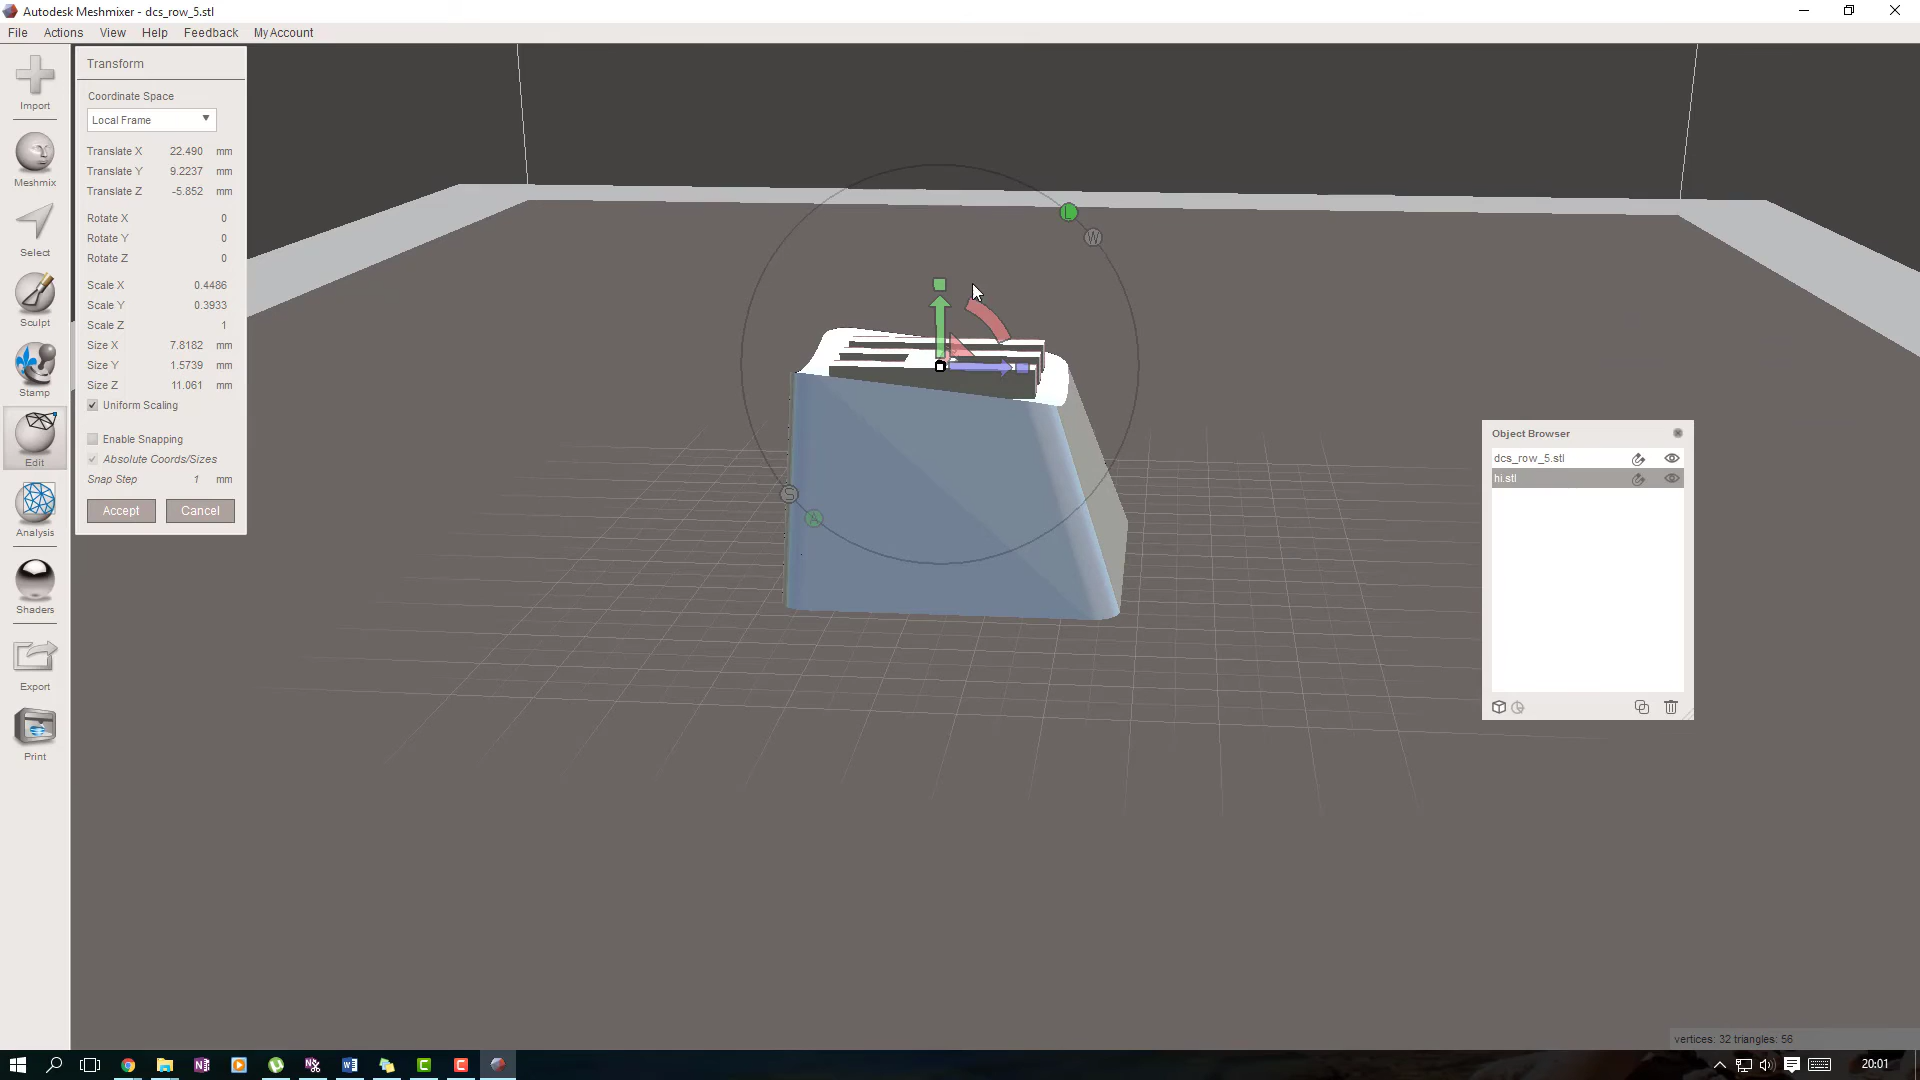 Autodesk Meshmixer - dcs_row_5.stl
File Actions View Help Feedback My Account
Import
Meshmix
Select
Sculpt
Stamp
Edit
Analysis
Shaders
Export
Print
Transform
Coordinate Space
Local Frame
Translate X 22.490 mm
Translate Y 9.2237 mm
Translate Z -5.852 mm
Rotate X 0
Rotate Y 0
Rotate Z 0
Scale X 0.4486
Scale Y 0.3933
Scale Z 1
Size X 7.8182 mm
Size Y 1.5739 mm
Size Z 11.061 mm
Uniform Scaling
Enable Snapping
Absolute Coords/Sizes
Snap Step 1 mm
Accept Cancel
L
W
S
A
Object Browser
dcs_row_5.stl
hi.stl
vertices: 32 triangles: 56
20:01